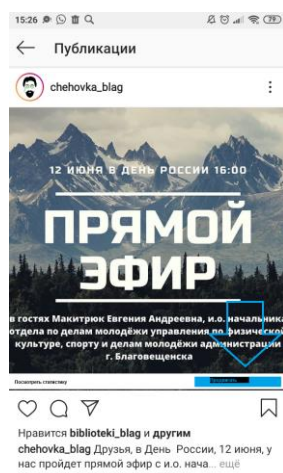 15:26
79
Публикации
chehovka_blag
12 ИЮНЯ В ДЕНЬ РОССИИ 16:00
ПРЯМОЙ
ЭФИР
в гостях Макитрюк Евгения Андреевна, и.о. начальника
отдела по делам молодёжи управления по физической
культуре, спорту и делам молодёжи администрации
г. Благовещенска
Посмотреть статистику
Нравится biblioteki_blag и другим
chehovka_blag Друзья, в День России, 12 июня, у
нас пройдет прямой эфир с и.о. нача... ещё